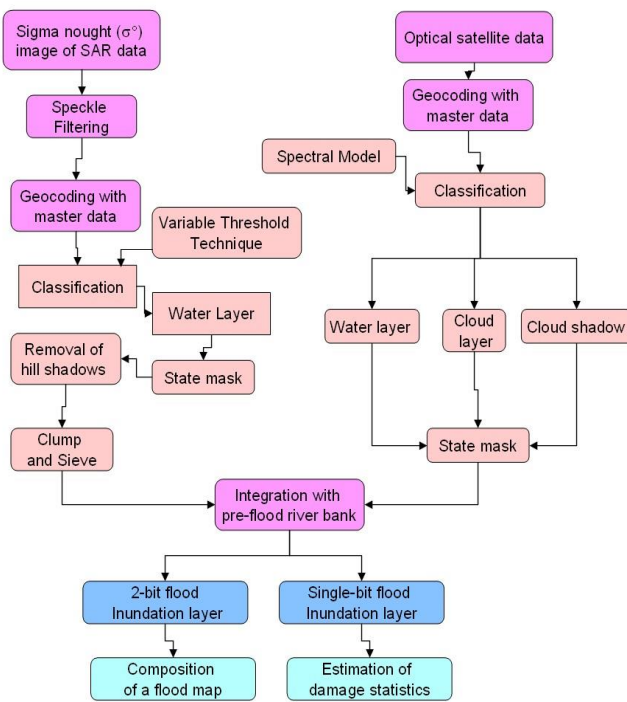 Sigma nought (σ°)
image of SAR data
Speckle
Filtering
Geocoding with
master data
Variable Threshold
Technique
Classification
Water Layer
State mask
Removal of
hill shadows
Clump
and Sieve
Optical satellite data
Geocoding with
master data
Spectral Model
Classification
Water layer
Cloud
layer
Cloud shadow
State mask
Integration with
pre-flood river bank
2-bit flood
Inundation layer
Single-bit flood
Inundation layer
Composition
of a flood map
Estimation of
damage statistics